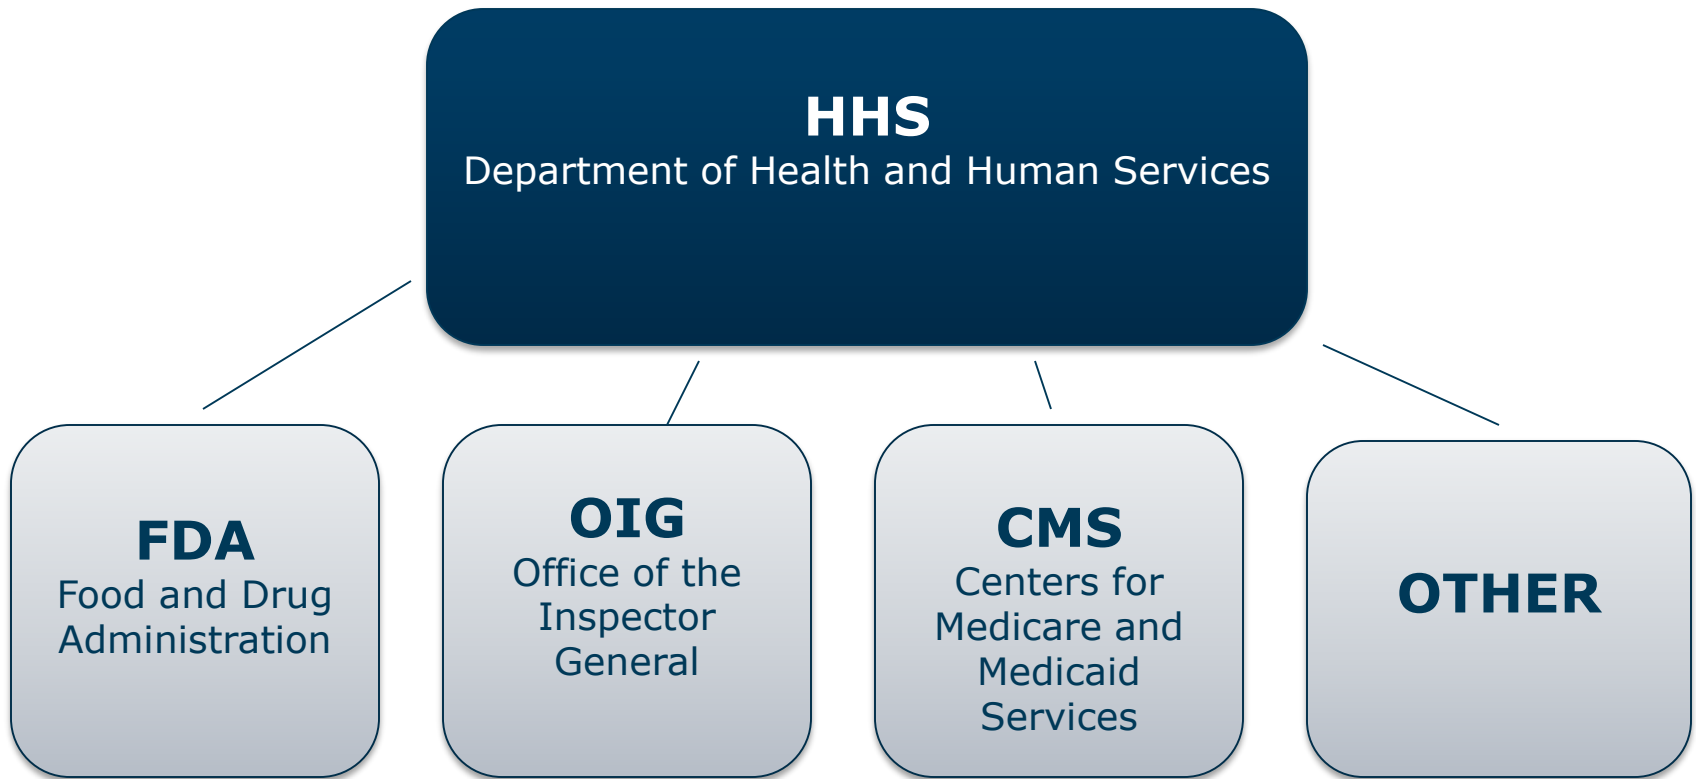 HHS
Department of Health and Human Services
FDA
Food and Drug
Administration
OIG
Office of the
Inspector
General
CMS
Centers for
Medicare and
Medicaid
Services
OTHER